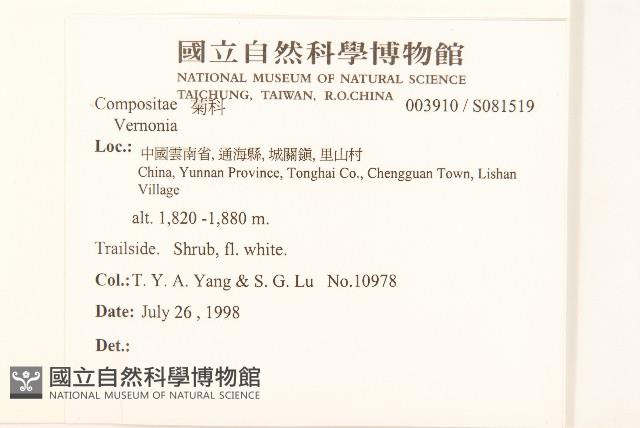 國立自然科學博物館
NATIONAL MUSEUM OF NATURAL SCIENCE
TAICHUNG, TAIWAN, R.O.CHINA
Compositae 菊科 003910 / S081519
Vernonia
Loc.: 中國雲南省, 通海縣, 城關鎮, 里山村
China, Yunnan Province, Tonghai Co., Chengguan Town, Lishan
Village
alt. 1,820 -1,880 m.
Trailside. Shrub, fl. white.
Col.: T. Y. A. Yang & S. G. Lu No.10978
Date: July 26 , 1998
Det.:
國立自然科學博物館
NATIONAL MUSEUM OF NATURAL SCIENCE